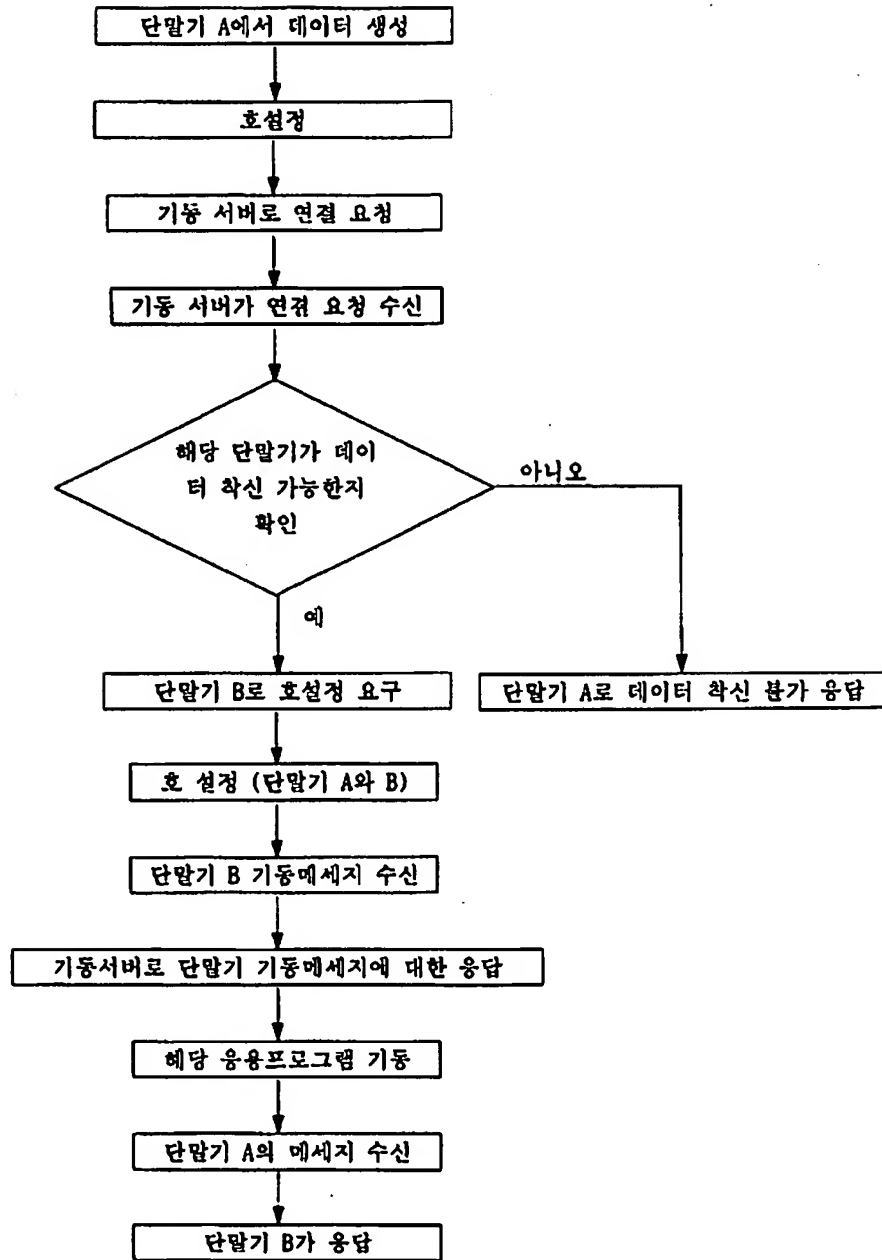 단말기 A에서 데이터 생성
호설정
기동 서버로 연결 요청
기동 서버가 연결 요청 수신
해당 단말기가 데이
터 착신 가능한지
확인
아니오
예
단말기 B로 호설정 요구
단말기 A로 데이터 착신 불가 응답
호 설정 (단말기 A와 B)
단말기 B 기동메세지 수신
기동서버로 단말기 기동메세지에 대한 응답
해당 응용프로그램 기동
단말기 A의 메세지 수신
단말기 B가 응답